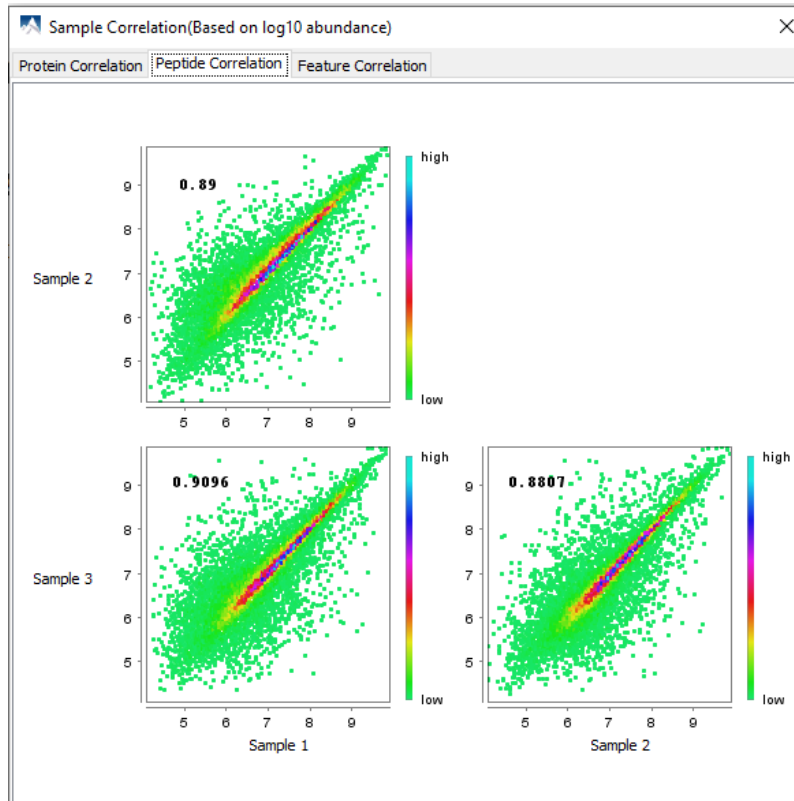 Sample Correlation(Based on log10 abundance)
Protein Correlation Peptide Correlation Feature Correlation
high
0.89
9
8
7
6
5
Sample 2
low
5 6 7 8 9
high
0.9096
9
8
7
6
5
Sample 3
low
5 6 7 8 9
Sample 1
high
0.8807
9
8
7
6
5
low
5 6 7 8 9
Sample 2